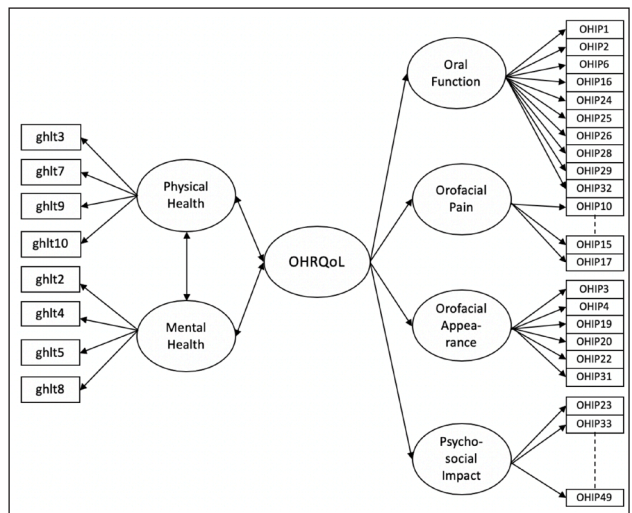 ghlt3
ghlt7
ghlt9
ghlt10
ghlt2
ghlt4
ghlt5
ghlt8
Physical
Health
Mental
Health
OHRQoL
Oral
Function
Orofacial
Pain
Orofacial
Appea-
rance
Psycho-
social
Impact
OHIP1
OHIP2
OHIP6
OHIP16
OHIP24
OHIP25
OHIP26
OHIP28
OHIP29
OHIP32
OHIP10
OHIP15
OHIP17
OHIP3
OHIP4
OHIP19
OHIP20
OHIP22
OHIP31
OHIP23
OHIP33
OHIP49